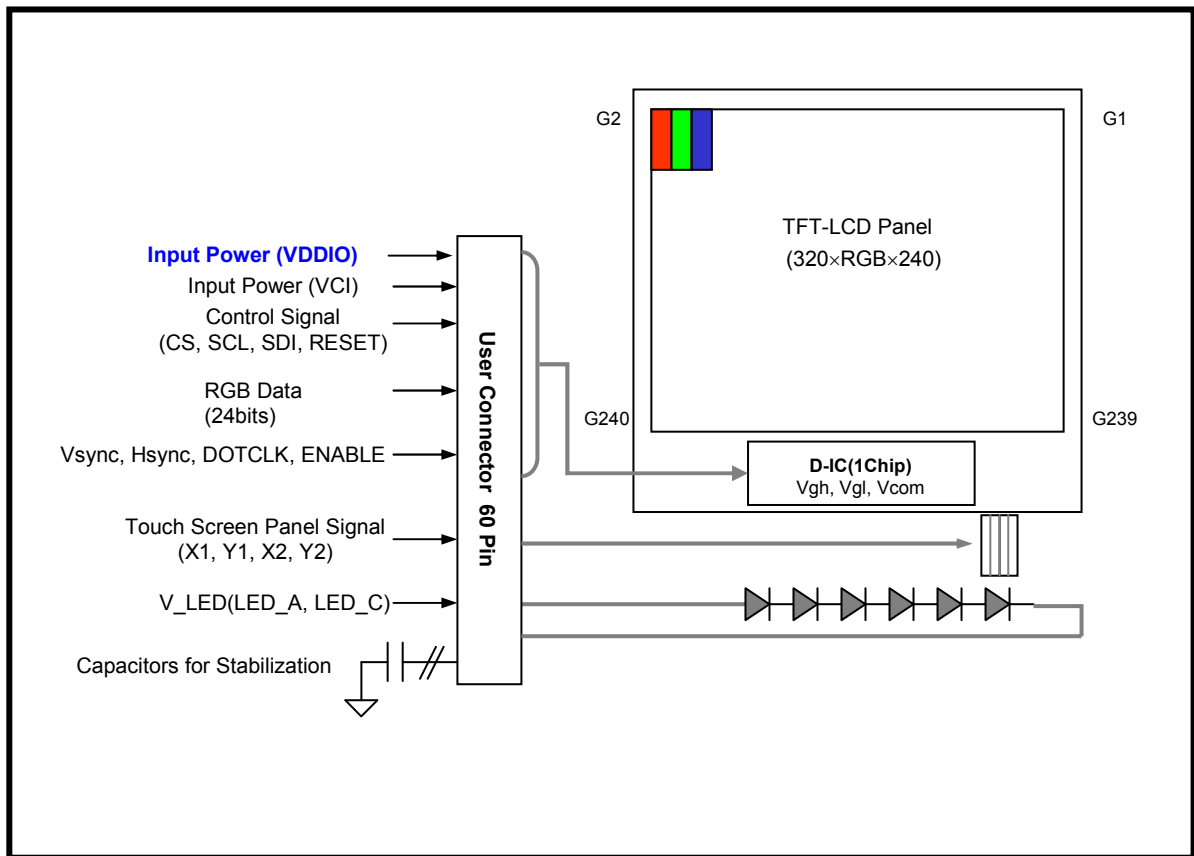 G2
G1
TFT-LCD Panel
(320×RGB×240)
Input Power (VDDIO)
Input Power (VCI)
Control Signal
(CS, SCL, SDI, RESET)
RGB Data
(24bits)
Vsync, Hsync, DOTCLK, ENABLE
Touch Screen Panel Signal
(X1, Y1, X2, Y2)
V_LED(LED_A, LED_C)
Capacitors for Stabilization
User Connector 60 Pin
G240
G239
D-IC(1Chip)
Vgh, Vgl, Vcom